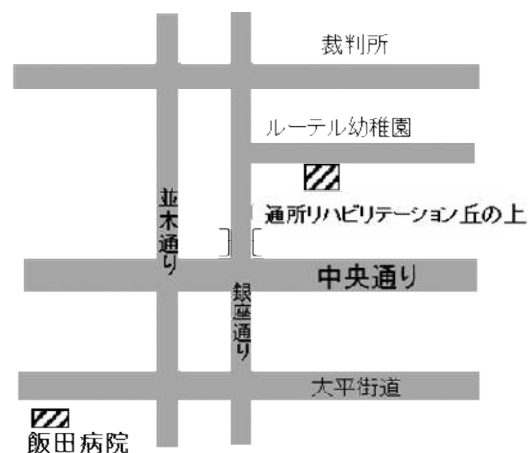 裁判所
ルーテル幼稚園
並木通り
通所リハビリテーション丘の上
中央通り
銀座通り
大平街道
飯田病院